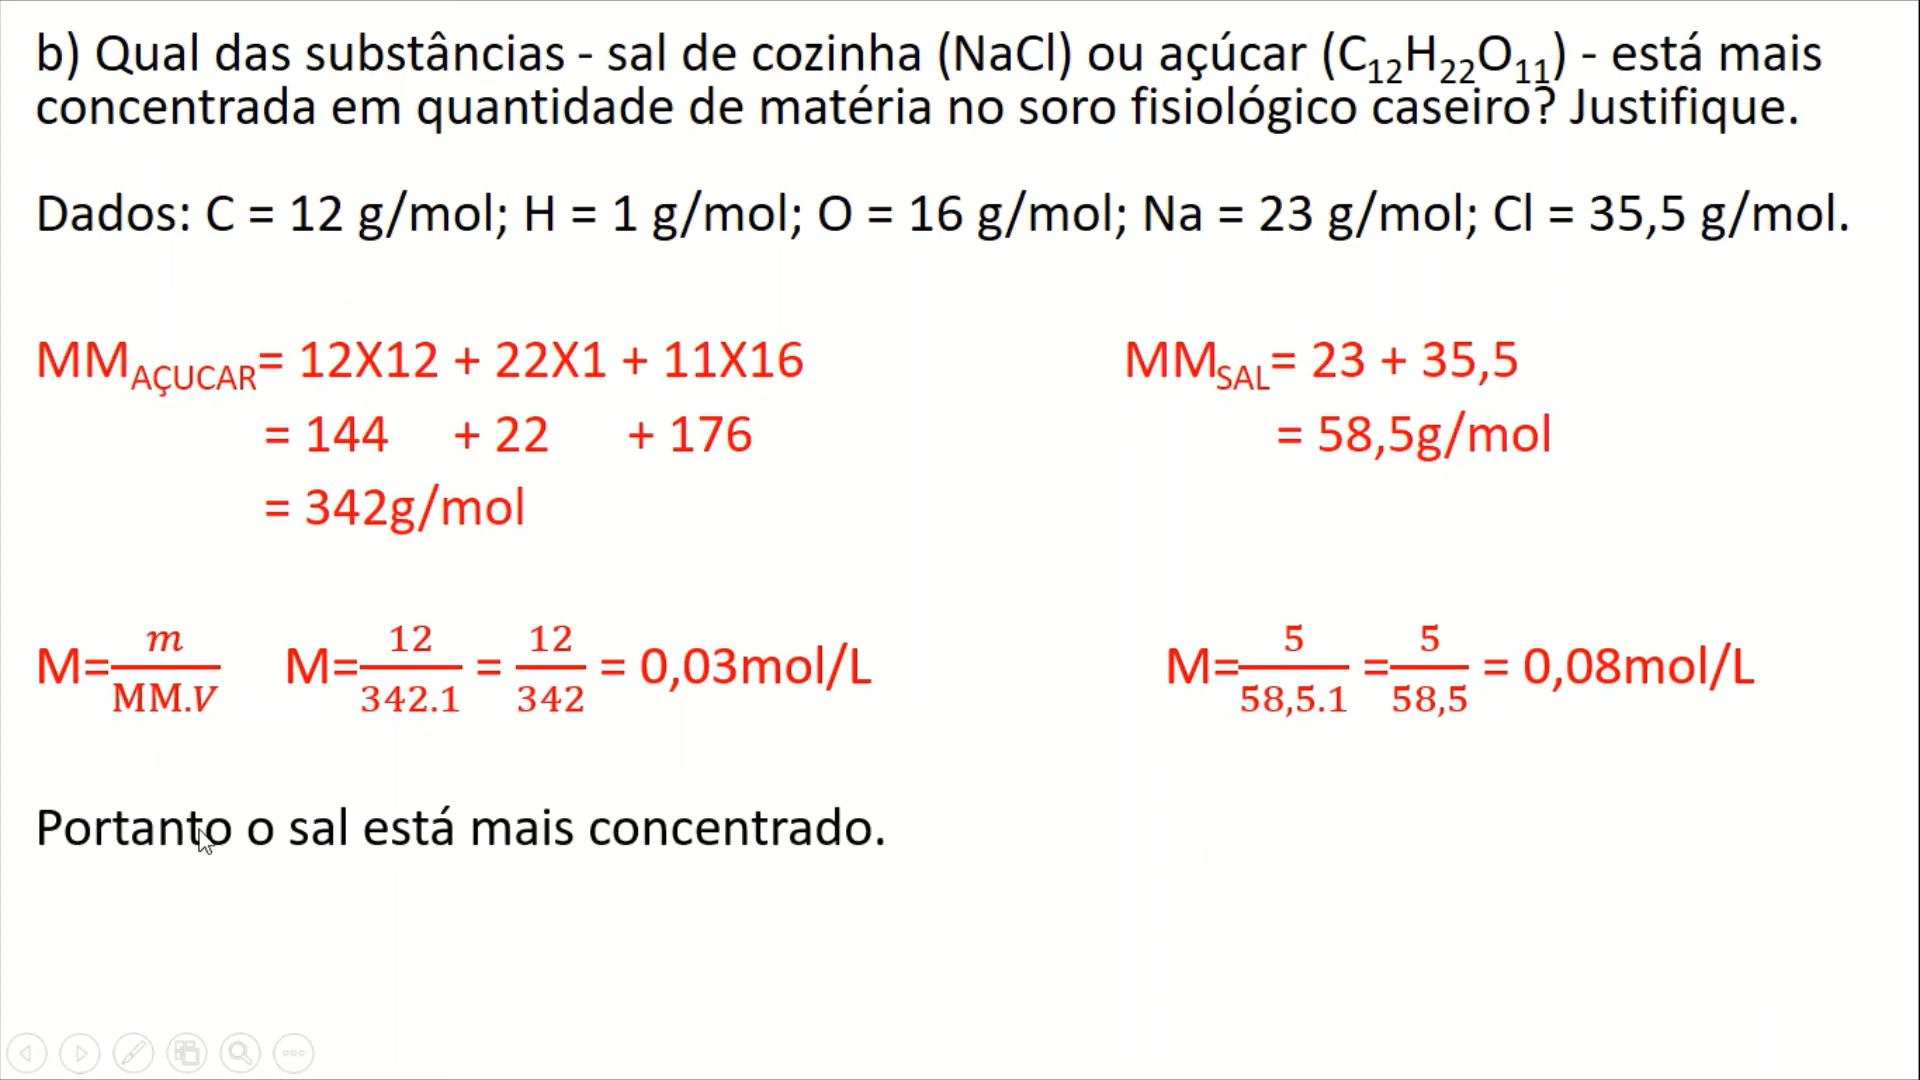 b) Qual das substâncias - sal de cozinha (NaCl) ou açúcar (C₁₂H₂₂O₁₁) - está mais
concentrada em quantidade de matéria no soro fisiológico caseiro? Justifique.
Dados: C = 12 g/mol; H = 1 g/mol; O = 16 g/mol; Na = 23 g/mol; Cl = 35,5 g/mol.
MM_AÇUCAR= 12X12 + 22X1 + 11X16
= 144 + 22 + 176
= 342g/mol
MM_SAL= 23 + 35,5
= 58,5g/mol
M=m/MM.V M=12/342.1 = 12/342 = 0,03mol/L
M=5/58,5.1 =5/58,5 = 0,08mol/L
Portanto o sal está mais concentrado.